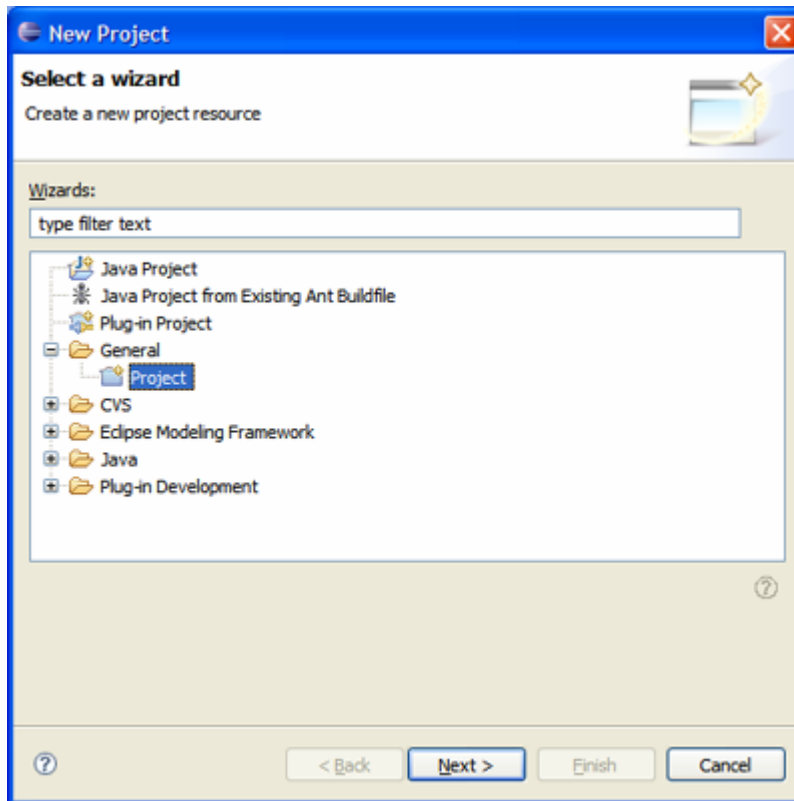 New Project
Select a wizard
Create a new project resource
Wizards:
type filter text
Java Project
Java Project from Existing Ant Buildfile
Plug-in Project
General
Project
CVS
Eclipse Modeling Framework
Java
Plug-in Development
< Back Next > Finish Cancel